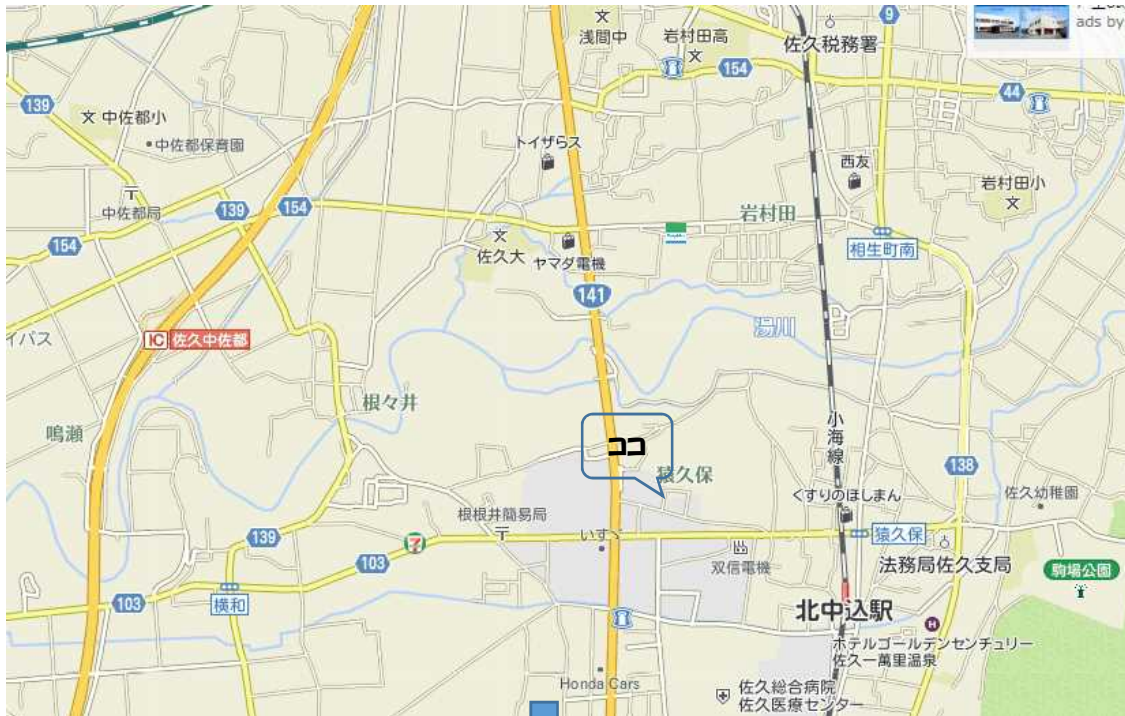 浅間中
岩村田高
佐久税務署
9
ads by
154
44
139
中佐都小
中佐都保育園
トイザらス
西友
岩村田小
中佐都局
139
154
岩村田
154
佐久大
ヤマダ電機
相生町南
141
湯川
イパス
IC 佐久中佐都
根々井
鳴瀬
ココ
小海線
猿久保
138
くすりのほしまん
佐久幼稚園
根根井簡易局
いすゞ
猿久保
139
7
103
双信電機
法務局佐久支局
駒場公園
103
横和
北中込駅
H
ホテルゴールデンセンチュリー
佐久一萬里温泉
Honda Cars
佐久総合病院
佐久医療センター